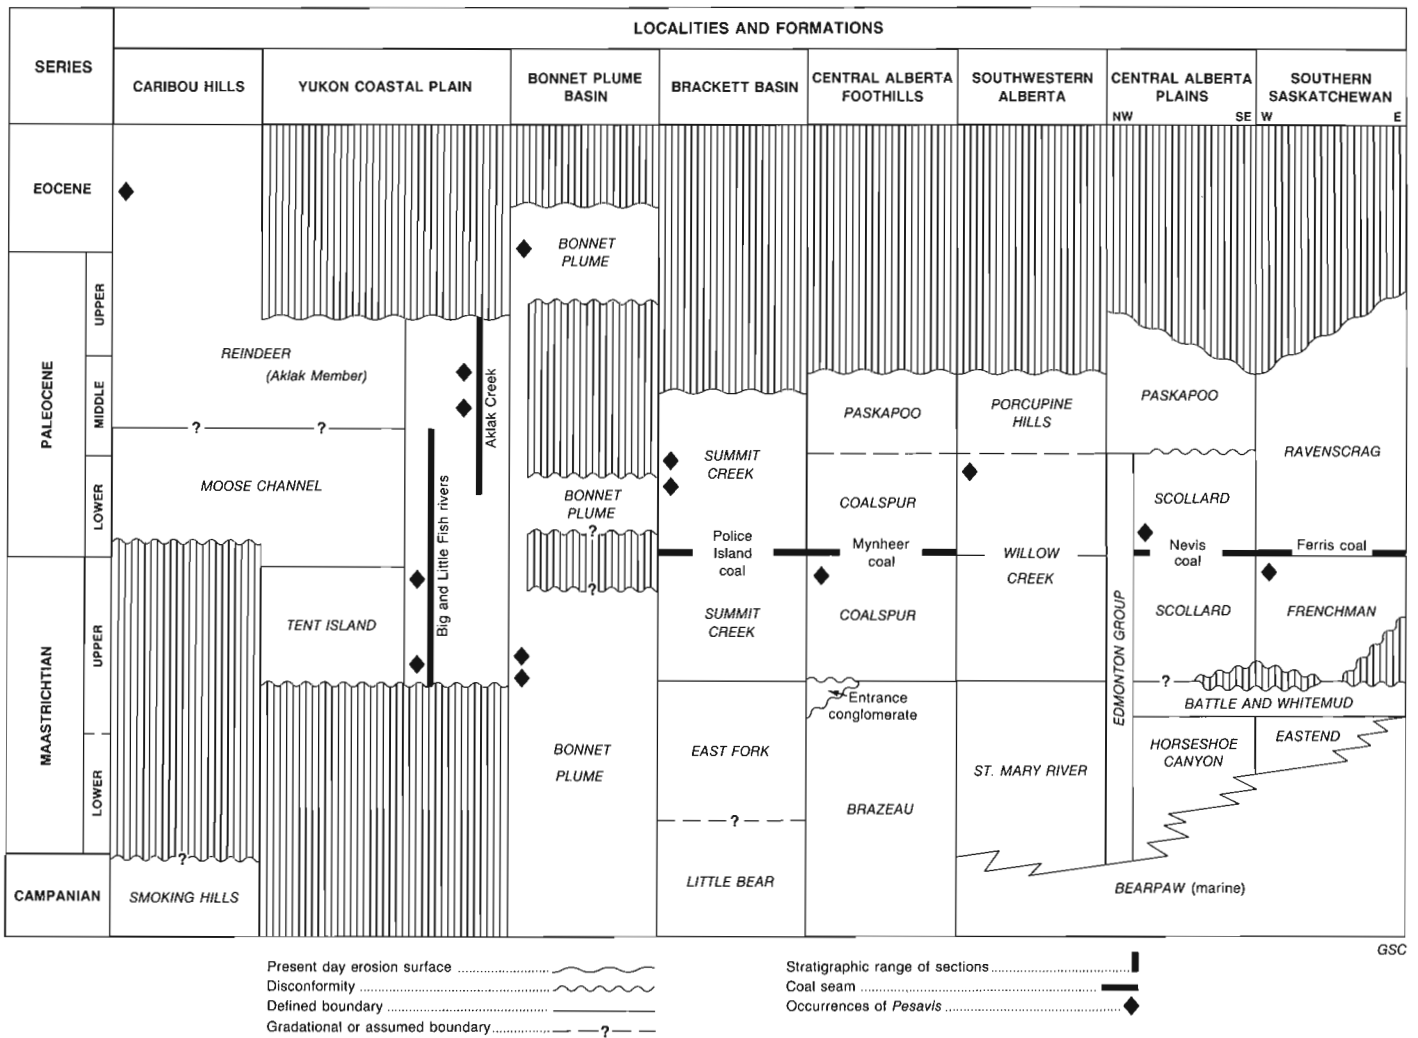 LOCALITIES AND FORMATIONS
SERIES
CARIBOU HILLS
YUKON COASTAL PLAIN
BONNET PLUME
BASIN
BRACKETT BASIN
CENTRAL ALBERTA
FOOTHILLS
SOUTHWESTERN
ALBERTA
CENTRAL ALBERTA
PLAINS
NW SE
SOUTHERN
SASKATCHEWAN
W E
EOCENE
PALEOCENE
UPPER
MIDDLE
LOWER
MAASTRICHTIAN
UPPER
LOWER
CAMPANIAN
REINDEER
(Aklak Member)
? ?
MOOSE CHANNEL
?
SMOKING HILLS
TENT ISLAND
Big and Little Fish rivers
Aklak Creek
BONNET
PLUME
BONNET
PLUME
?
?
BONNET
PLUME
SUMMIT
CREEK
Police
Island
coal
SUMMIT
CREEK
EAST FORK
?
LITTLE BEAR
PASKAPOO
COALSPUR
Mynheer
coal
COALSPUR
Entrance
conglomerate
BRAZEAU
PORCUPINE
HILLS
WILLOW
CREEK
ST. MARY RIVER
EDMONTON GROUP
PASKAPOO
SCOLLARD
Nevis
coal
SCOLLARD
?
BATTLE AND WHITEMUD
HORSESHOE
CANYON
RAVENSCRAG
Ferris coal
FRENCHMAN
EASTEND
BEARPAW (marine)
GSC
Present day erosion surface
Disconformity
Defined boundary
Gradational or assumed boundary ?
Stratigraphic range of sections
Coal seam
Occurrences of Pesavis